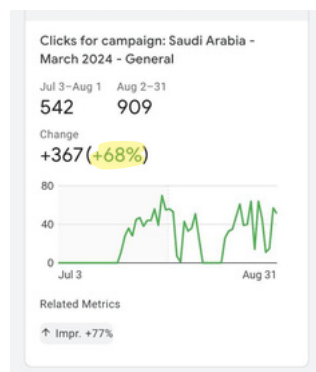 Clicks for campaign: Saudi Arabia -
March 2024 - General
Jul 3–Aug 1 Aug 2–31
542 909
Change
+367(+68%)
80
40
0
Jul 3 Aug 31
Related Metrics
↑ Impr. +77%